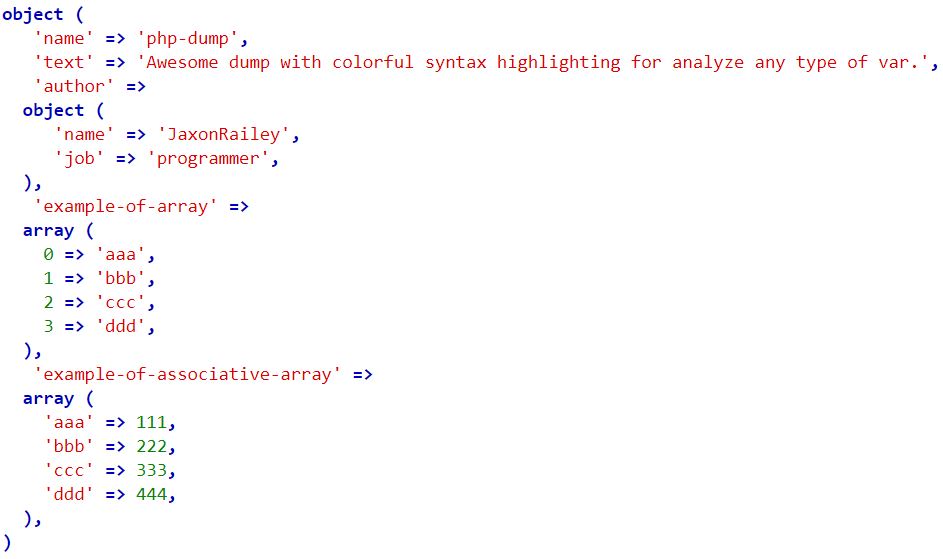 object (
   'name' => 'php-dump',
   'text' => 'Awesome dump with colorful syntax highlighting for analyze any type of var.',
   'author' =>
  object (
     'name' => 'JaxonRailey',
     'job' => 'programmer',
  ),
   'example-of-array' =>
  array (
    0 => 'aaa',
    1 => 'bbb',
    2 => 'ccc',
    3 => 'ddd',
  ),
   'example-of-associative-array' =>
  array (
    'aaa' => 111,
    'bbb' => 222,
    'ccc' => 333,
    'ddd' => 444,
  ),
)